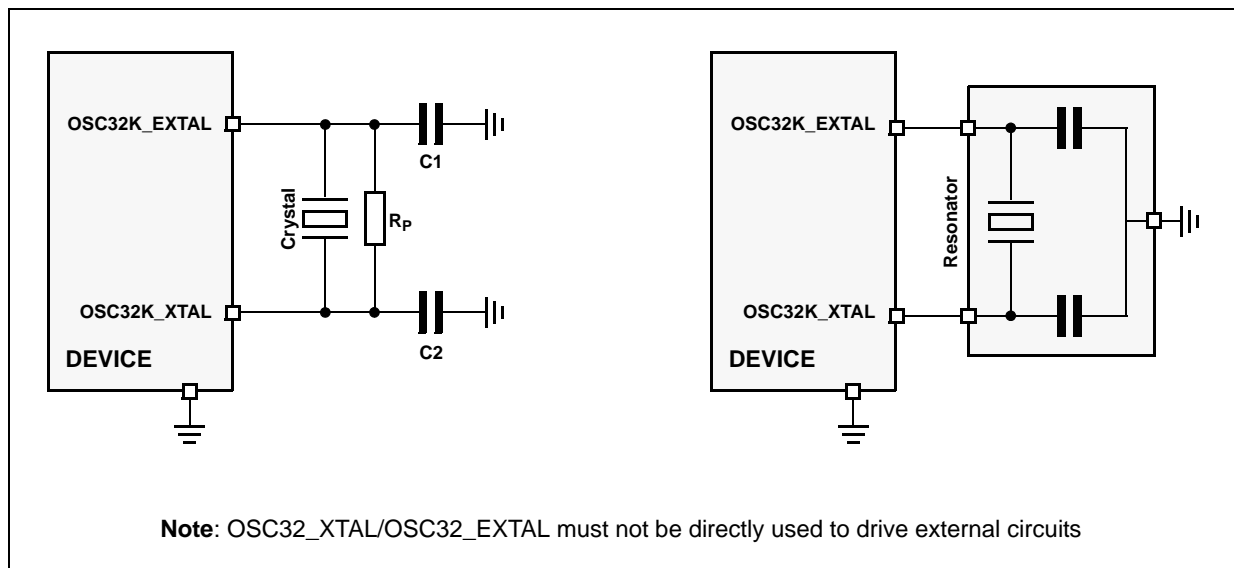 OSC32K_EXTAL
C1
Crystal
RP
OSC32K_XTAL
C2
DEVICE
OSC32K_EXTAL
Resonator
OSC32K_XTAL
DEVICE
Note: OSC32_XTAL/OSC32_EXTAL must not be directly used to drive external circuits